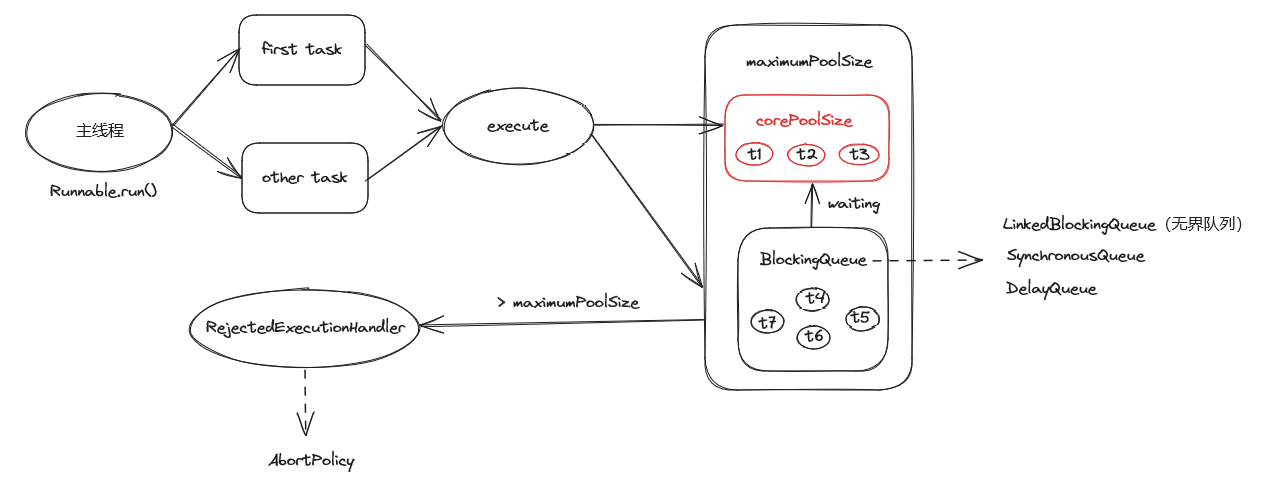 first task
主线程
execute
other task
Runnable.run()
maximumPoolSize
corePoolSize
t1 t2 t3
waiting
BlockingQueue
t4
t7 t5
t6
LinkedBlockingQueue（无界队列）
SynchronousQueue
DelayQueue
> maximumPoolSize
RejectedExecutionHandler
AbortPolicy